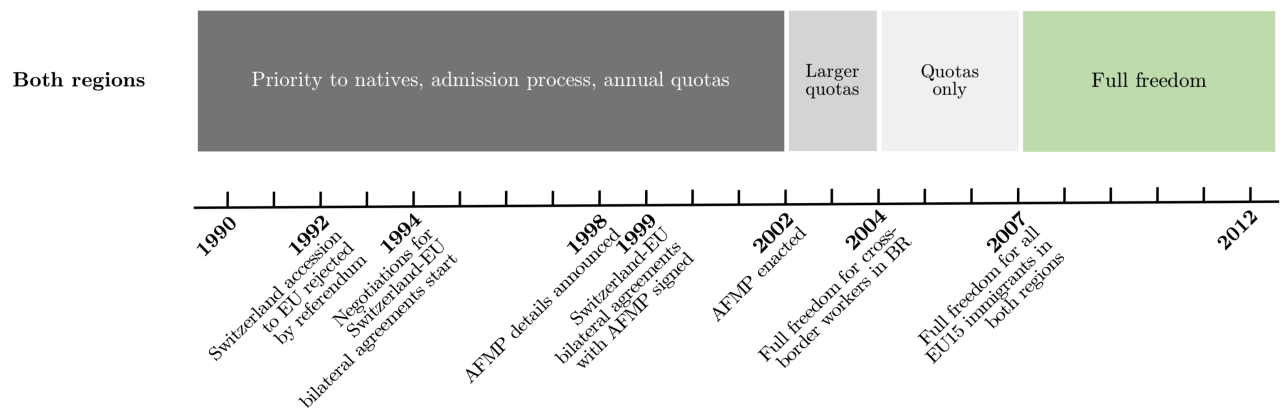 Both regions
Priority to natives, admission process, annual quotas
Larger
quotas
Quotas
only
Full freedom
1990
1992
Switzerland accession
to EU rejected
by referendum
1994
Negotiations for
Switzerland-EU
bilateral agreements start
1998
AFMP details announced
1999
Switzerland-EU
bilateral agreements
with AFMP signed
2002
AFMP enacted
2004
Full freedom for cross-
border workers in BR
2007
Full freedom for all
EU15 immigrants in
both regions
2012